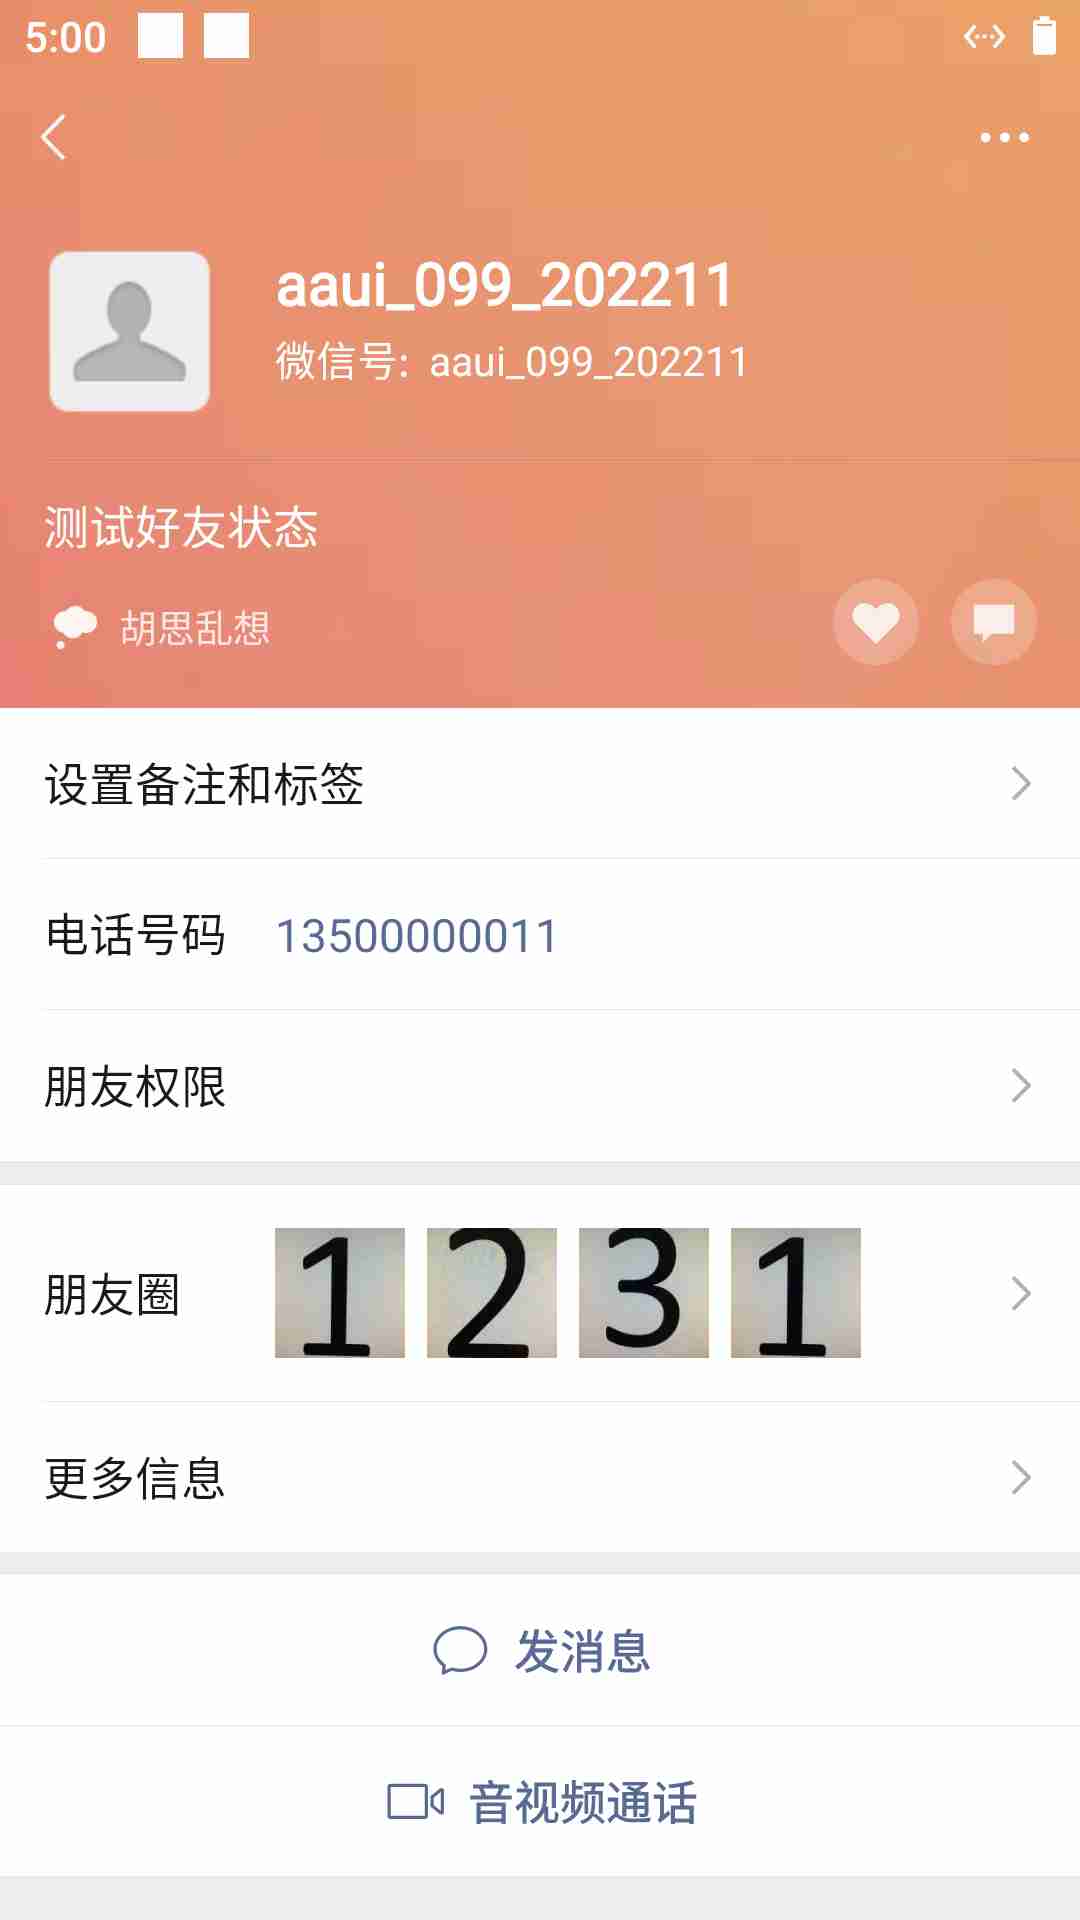 5:00
aaui_099_202211
微信号: aaui_099_202211
测试好友状态
胡思乱想
设置备注和标签
电话号码 13500000011
朋友权限
朋友圈 1 2 3 1
更多信息
发消息
音视频通话